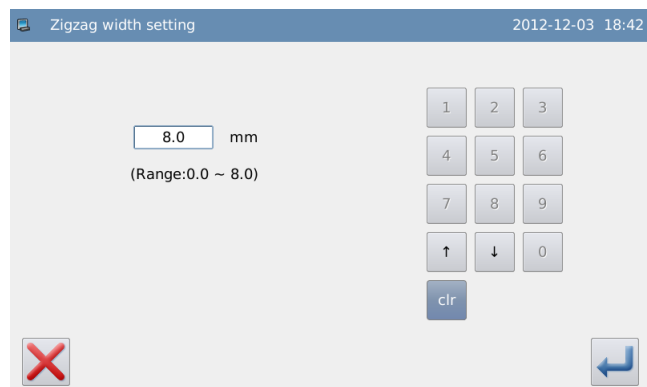 Zigzag width setting 2012-12-03 18:42
8.0 mm
(Range:0.0 ~ 8.0)
1 2 3
4 5 6
7 8 9
↑ ↓ 0
clr